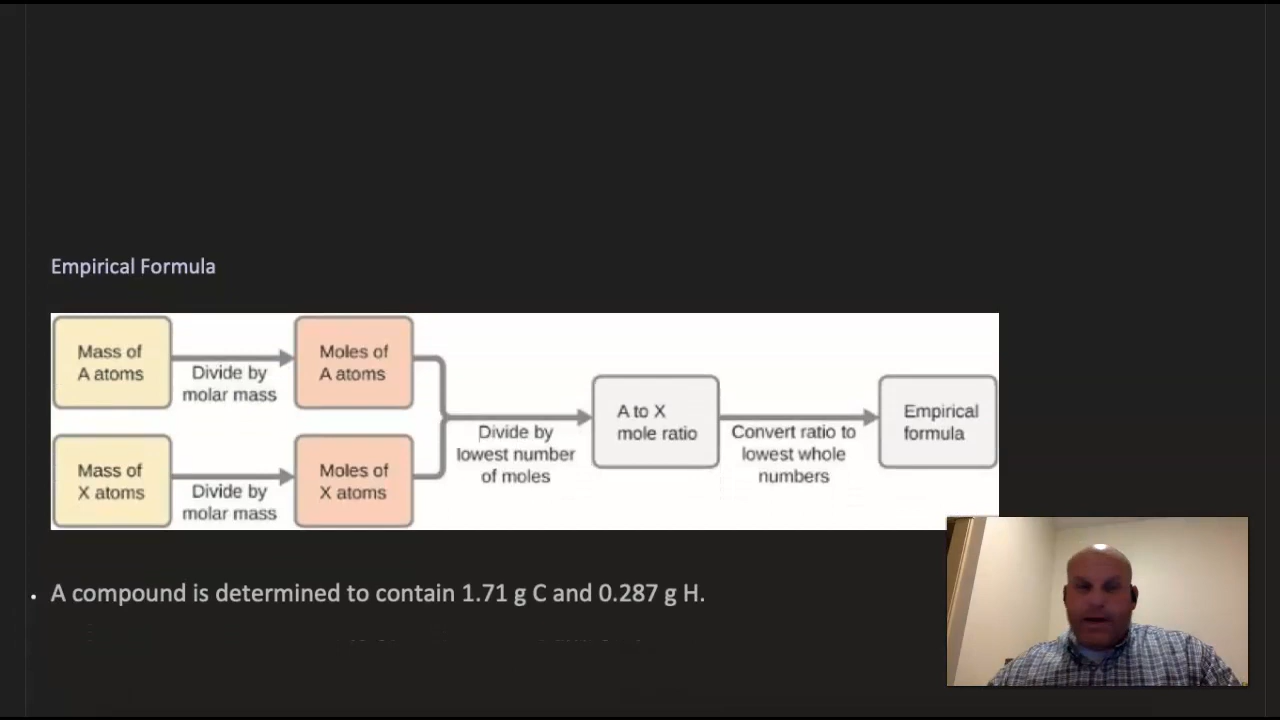 Empirical Formula
Mass of
A atoms
Divide by
molar mass
Moles of
A atoms
Mass of
X atoms
Divide by
molar mass
Moles of
X atoms
Divide by
lowest number
of moles
A to X
mole ratio
Convert ratio to
lowest whole
numbers
Empirical
formula
• A compound is determined to contain 1.71 g C and 0.287 g H.